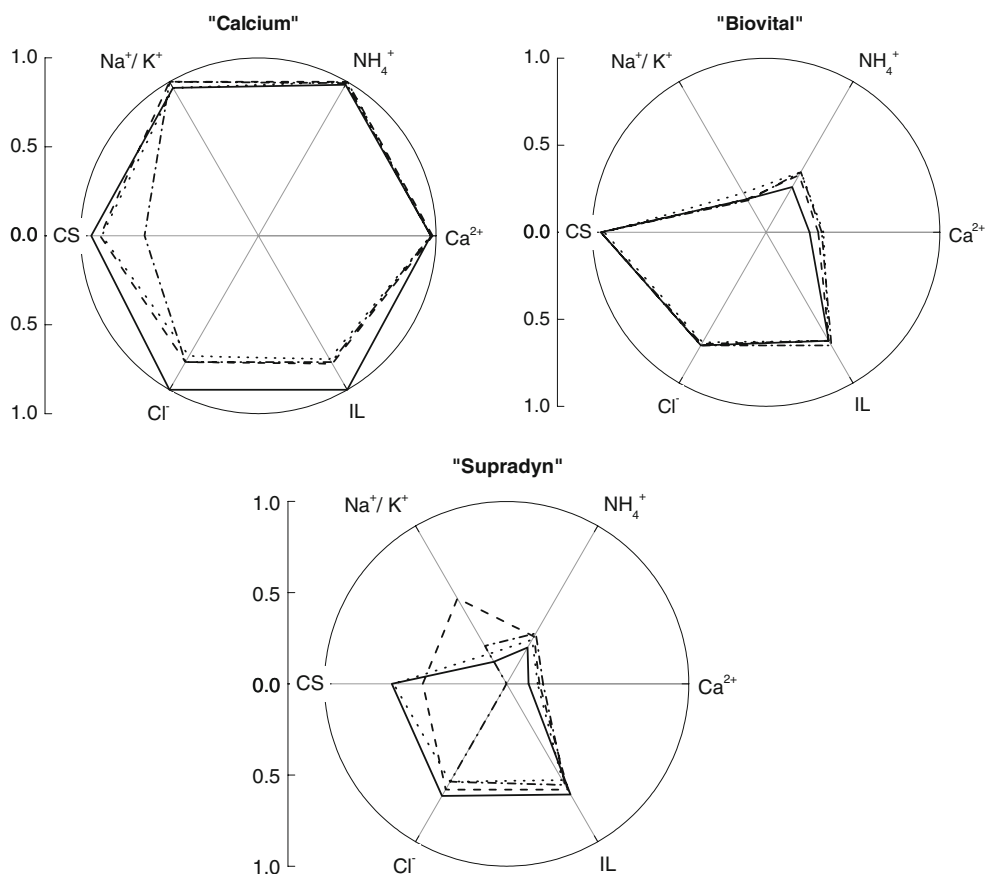 "Calcium"
1.0
0.5
0.0
0.5
1.0
Na⁺/ K⁺
NH₄⁺
CS
Ca²⁺
Cl⁻
IL
"Biovital"
1.0
0.5
0.0
0.5
1.0
Na⁺/ K⁺
NH₄⁺
CS
Ca²⁺
Cl⁻
IL
"Supradyn"
1.0
0.5
0.0
0.5
1.0
Na⁺/ K⁺
NH₄⁺
CS
Ca²⁺
Cl⁻
IL